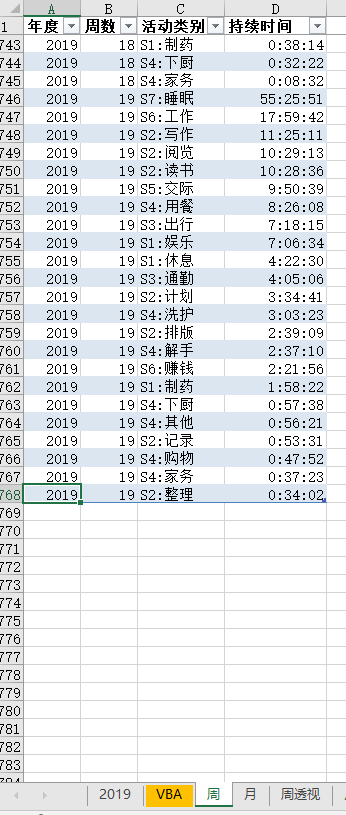 A B C D
1 年度 周数 活动类别 持续时间
743 2019 18 S1:制药 0:38:14
744 2019 18 S4:下厨 0:32:22
745 2019 18 S4:家务 0:08:32
746 2019 19 S7:睡眠 55:25:51
747 2019 19 S6:工作 17:59:42
748 2019 19 S2:写作 11:25:11
749 2019 19 S2:阅览 10:29:13
750 2019 19 S2:读书 10:28:36
751 2019 19 S5:交际 9:50:39
752 2019 19 S4:用餐 8:26:08
753 2019 19 S3:出行 7:18:15
754 2019 19 S1:娱乐 7:06:34
755 2019 19 S1:休息 4:22:30
756 2019 19 S3:通勤 4:05:06
757 2019 19 S2:计划 3:34:41
758 2019 19 S4:洗护 3:03:23
759 2019 19 S2:排版 2:39:09
760 2019 19 S4:解手 2:37:10
761 2019 19 S6:赚钱 2:21:56
762 2019 19 S1:制药 1:58:22
763 2019 19 S4:下厨 0:57:38
764 2019 19 S4:其他 0:56:21
765 2019 19 S2:记录 0:53:31
766 2019 19 S4:购物 0:47:52
767 2019 19 S4:家务 0:37:23
768 2019 19 S2:整理 0:34:02
769
770
771
772
773
774
775
776
777
778
779
780
781
782
783
2019 VBA 周 月 周透视